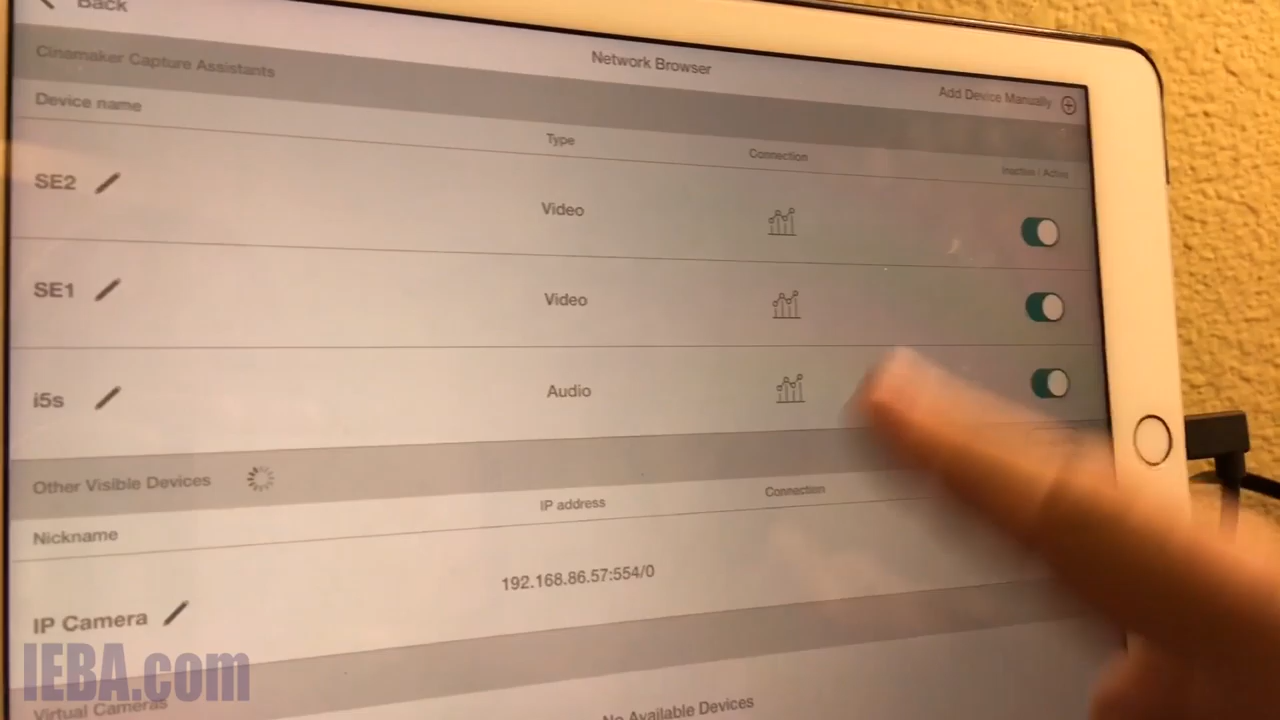 Back
Network Browser
Cinamaker Capture Assistants
Add Device Manually
Device name
Type
Connection
Inactive | Active
SE2
Video
SE1
Video
i5s
Audio
Other Visible Devices
Nickname
IP address
Connection
IP Camera
192.168.86.57:554/0
Virtual Cameras
No Available Devices
IEBA.com